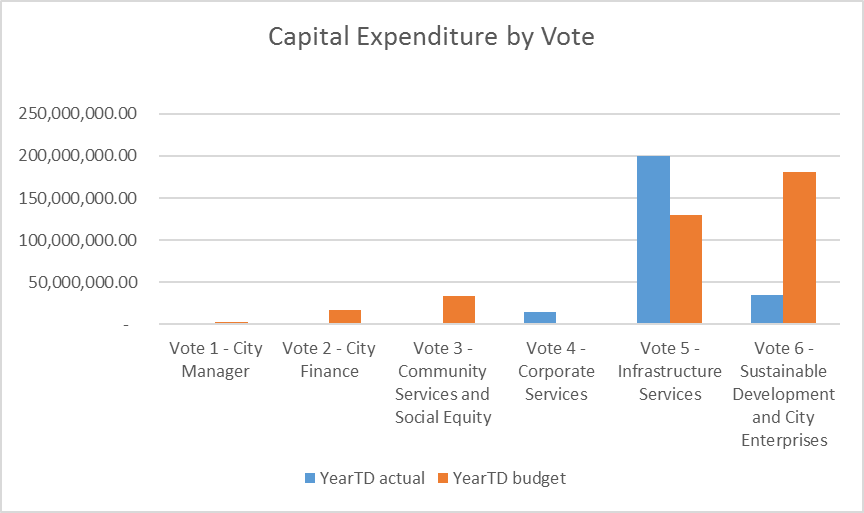 Capital Expenditure by Vote
250,000,000.00
200,000,000.00
150,000,000.00
100,000,000.00
50,000,000.00
-
Vote 1 - City
Manager
Vote 2 - City
Finance
Vote 3 -
Community
Services and
Social Equity
Vote 4 -
Corporate
Services
Vote 5 -
Infrastructure
Services
Vote 6 -
Sustainable
Development
and City
Enterprises
YearTD actual
YearTD budget